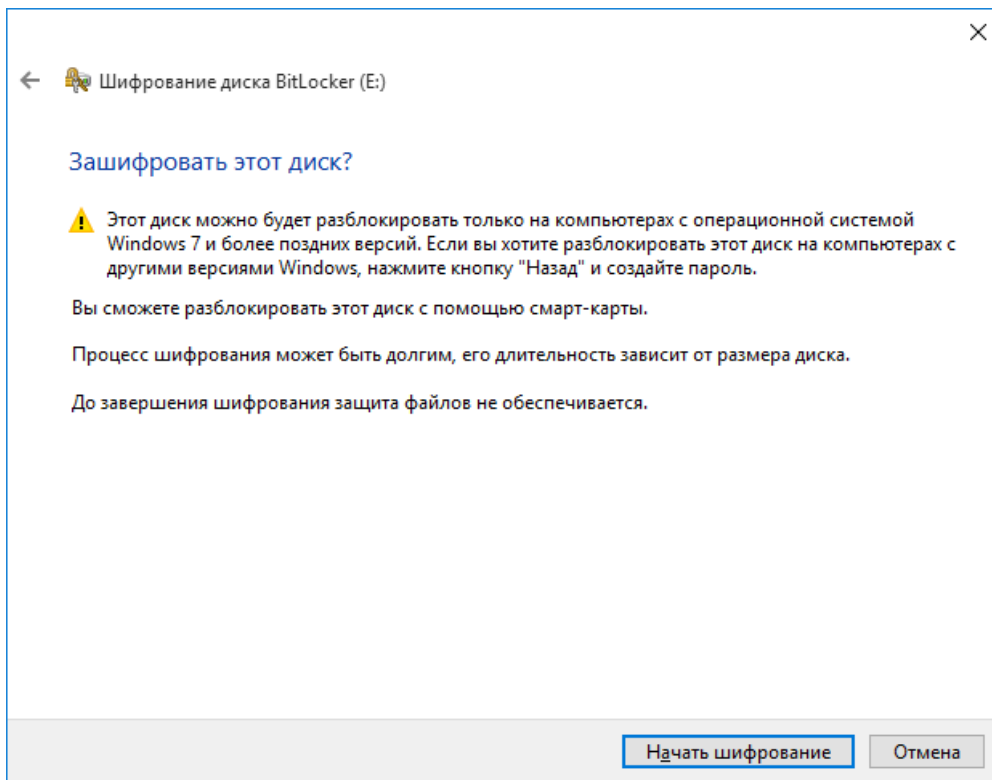 Шифрование диска BitLocker (E:)
Зашифровать этот диск?
Этот диск можно будет разблокировать только на компьютерах с операционной системой
Windows 7 и более поздних версий. Если вы хотите разблокировать этот диск на компьютерах с
другими версиями Windows, нажмите кнопку "Назад" и создайте пароль.
Вы сможете разблокировать этот диск с помощью смарт-карты.
Процесс шифрования может быть долгим, его длительность зависит от размера диска.
До завершения шифрования защита файлов не обеспечивается.
Начать шифрование
Отмена